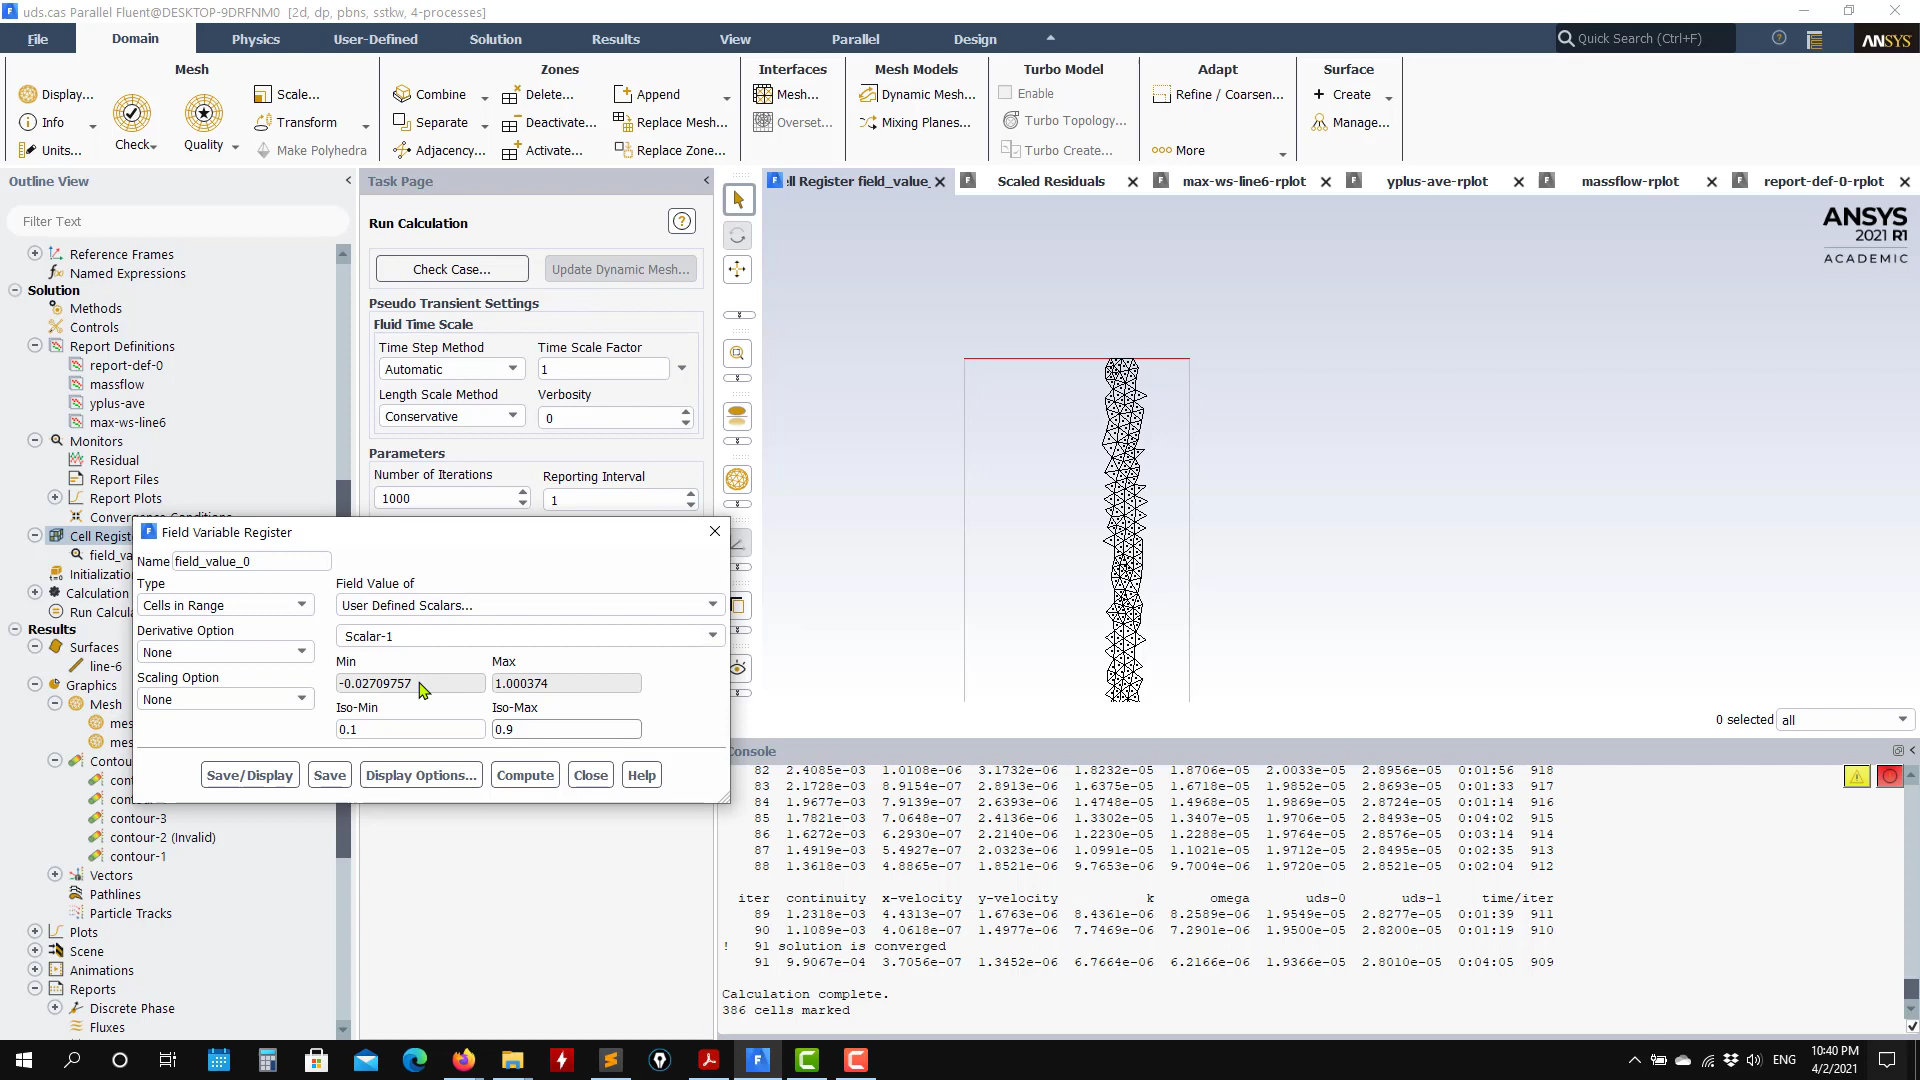 uds.cas Parallel Fluent@DESKTOP-9DRFNM0 [2d, dp, pbns, sstkw, 4-processes]
File Domain Physics User-Defined Solution Results View Parallel Design Quick Search (Ctrl+F) ANSYS
Mesh Zones Interfaces Mesh Models Turbo Model Adapt Surface
Display... Scale... Combine Delete... Append Mesh... Dynamic Mesh... Enable Refine / Coarsen... Create
Info Transform Separate Deactivate... Replace Mesh... Overset... Mixing Planes... Turbo Topology... Manage...
Units... Check Quality Make Polyhedra Adjacency... Activate... Replace Zone... Turbo Create... More
Outline View Task Page ell Register field_value_ Scaled Residuals max-ws-line6-rplot yplus-ave-rplot massflow-rplot report-def-0-rplot
Filter Text
Reference Frames
Named Expressions
Solution
Methods
Controls
Report Definitions
report-def-0
massflow
yplus-ave
max-ws-line6
Monitors
Residual
Report Files
Report Plots
Convergence Conditions
Cell Regist
field_va
Initializatio
Calculation
Run Calcula
Results
Surfaces
line-6
Graphics
Mesh
mes
mes
Contou
cont
cont
contour-3
contour-2 (Invalid)
contour-1
Vectors
Pathlines
Particle Tracks
Plots
Scene
Animations
Reports
Discrete Phase
Fluxes
Run Calculation
Check Case... Update Dynamic Mesh...
Pseudo Transient Settings
Fluid Time Scale
Time Step Method Time Scale Factor
Automatic 1
Length Scale Method Verbosity
Conservative 0
Parameters
Number of Iterations Reporting Interval
1000 1
Field Variable Register
Name field_value_0
Type Field Value of
Cells in Range User Defined Scalars...
Derivative Option Scalar-1
None Min Max
Scaling Option -0.02709757 1.000374
None Iso-Min Iso-Max
0.1 0.9
Save/Display Save Display Options... Compute Close Help
ANSYS
2021 R1
ACADEMIC
0 selected all
Console
82 2.4085e-03 1.0108e-06 3.1732e-06 1.8232e-05 1.8706e-05 2.0033e-05 2.8956e-05 0:01:56 918
83 2.1728e-03 8.9154e-07 2.8913e-06 1.6375e-05 1.6718e-05 1.9852e-05 2.8693e-05 0:01:33 917
84 1.9677e-03 7.9139e-07 2.6393e-06 1.4748e-05 1.4968e-05 1.9869e-05 2.8724e-05 0:01:14 916
85 1.7821e-03 7.0648e-07 2.4136e-06 1.3302e-05 1.3407e-05 1.9706e-05 2.8493e-05 0:04:02 915
86 1.6272e-03 6.2930e-07 2.2140e-06 1.2230e-05 1.2288e-05 1.9764e-05 2.8576e-05 0:03:14 914
87 1.4919e-03 5.4927e-07 2.0323e-06 1.0991e-05 1.1021e-05 1.9712e-05 2.8495e-05 0:02:35 913
88 1.3618e-03 4.8865e-07 1.8521e-06 9.7653e-06 9.7004e-06 1.9720e-05 2.8521e-05 0:02:04 912
iter continuity x-velocity y-velocity k omega uds-0 uds-1 time/iter
89 1.2318e-03 4.4313e-07 1.6763e-06 8.4361e-06 8.2589e-06 1.9549e-05 2.8277e-05 0:01:39 911
90 1.1089e-03 4.0618e-07 1.4977e-06 7.7469e-06 7.2901e-06 1.9500e-05 2.8200e-05 0:01:19 910
! 91 solution is converged
91 9.9067e-04 3.7056e-07 1.3452e-06 6.7664e-06 6.2166e-06 1.9366e-05 2.8010e-05 0:04:05 909
Calculation complete.
386 cells marked
ENG 10:40 PM
4/2/2021